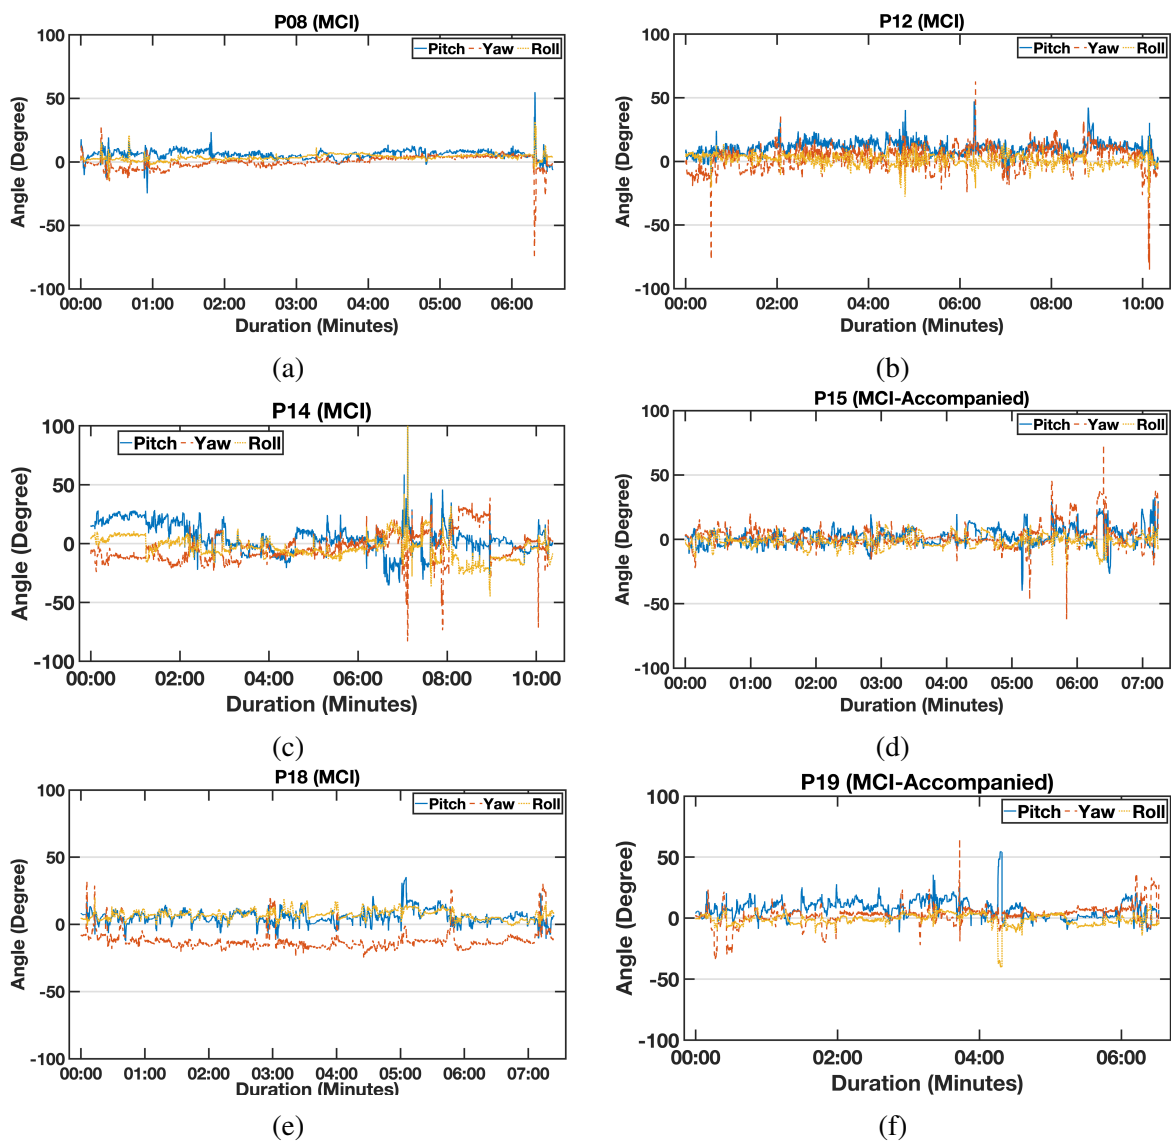 P08 (MCI)
100
50
0
-50
-100
Angle (Degree)
Pitch Yaw Roll
00:00 01:00 02:00 03:00 04:00 05:00 06:00
Duration (Minutes)
(a)
P12 (MCI)
100
50
0
-50
-100
Angle (Degree)
Pitch Yaw Roll
00:00 02:00 04:00 06:00 08:00 10:00
Duration (Minutes)
(b)
P14 (MCI)
100
50
0
-50
-100
Angle (Degree)
Pitch Yaw Roll
00:00 02:00 04:00 06:00 08:00 10:00
Duration (Minutes)
(c)
P15 (MCI-Accompanied)
100
50
0
-50
-100
Angle (Degree)
Pitch Yaw Roll
00:00 01:00 02:00 03:00 04:00 05:00 06:00 07:00
Duration (Minutes)
(d)
P18 (MCI)
100
50
0
-50
-100
Angle (Degree)
Pitch Yaw Roll
00:00 01:00 02:00 03:00 04:00 05:00 06:00 07:00
Duration (Minutes)
(e)
P19 (MCI-Accompanied)
100
50
0
-50
-100
Angle (Degree)
Pitch Yaw Roll
00:00 02:00 04:00 06:00
Duration (Minutes)
(f)